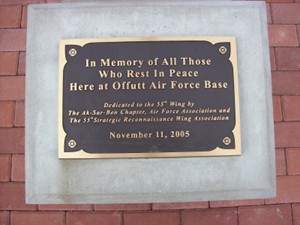 In Memory of All Those
Who Rest In Peace
Here at Offutt Air Force Base
Dedicated to the 55th Wing by
The Ak-Sar-Ben Chapter, Air Force Association and
The 55th Strategic Reconnaissance Wing Association
November 11, 2005